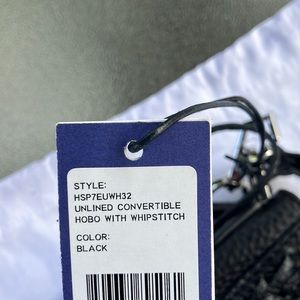 STYLE:
HSP7EUWH32
UNLINED CONVERTIBLE
HOBO WITH WHIPSTITCH
COLOR:
BLACK